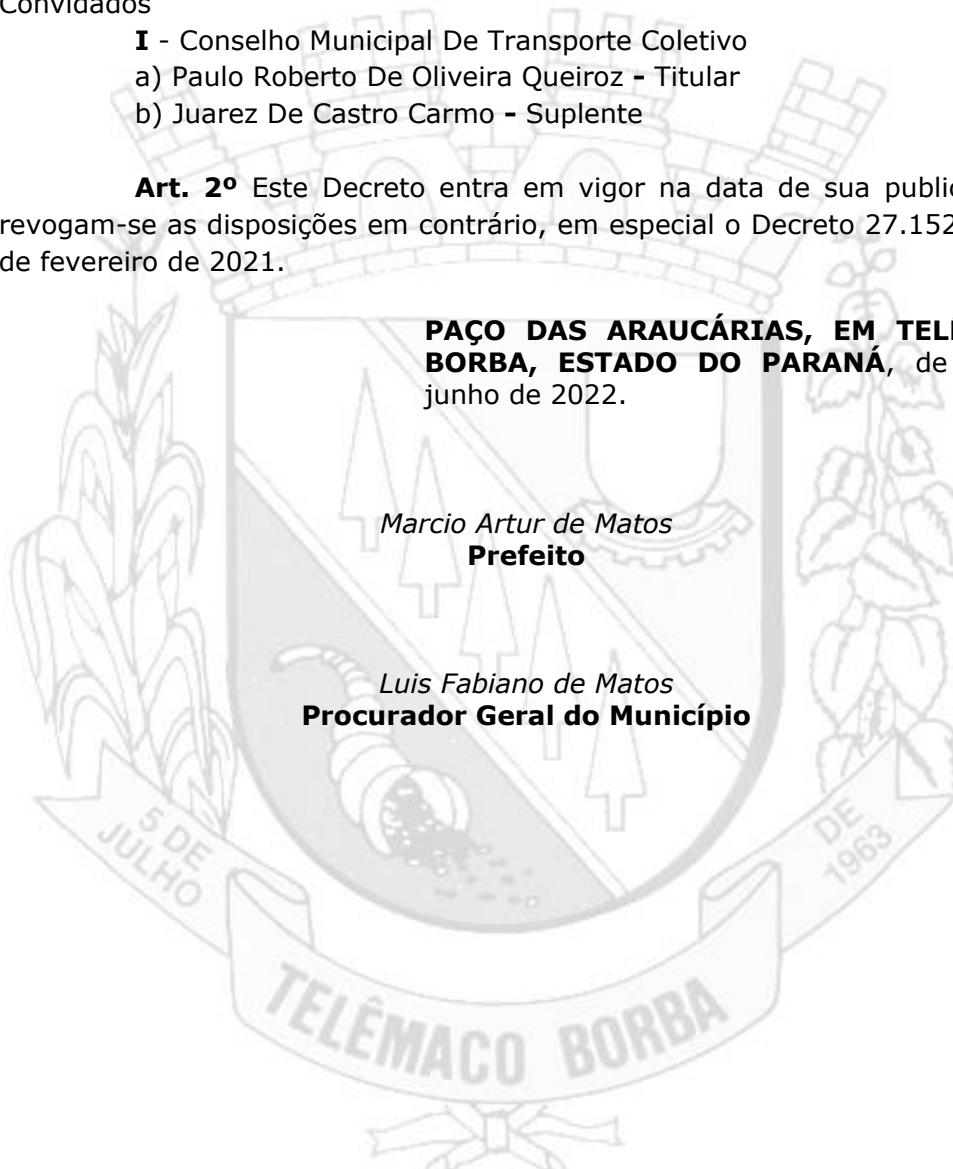 Convidados
I - Conselho Municipal De Transporte Coletivo
a) Paulo Roberto De Oliveira Queiroz - Titular
b) Juarez De Castro Carmo - Suplente
Art. 2º Este Decreto entra em vigor na data de sua
revogam-se as disposições em contrário, em especial o Decreto 27.152
de fevereiro de 2021.
PAÇO DAS ARAUCÁRIAS, EM
BORBA, ESTADO DO PARANÁ, de
junho de 2022.
Marcio Artur de Matos
Prefeito
Luis Fabiano de Matos
Procurador Geral do Município
5 DE
JULHO
DE
1963
TELÊMACO BORBA